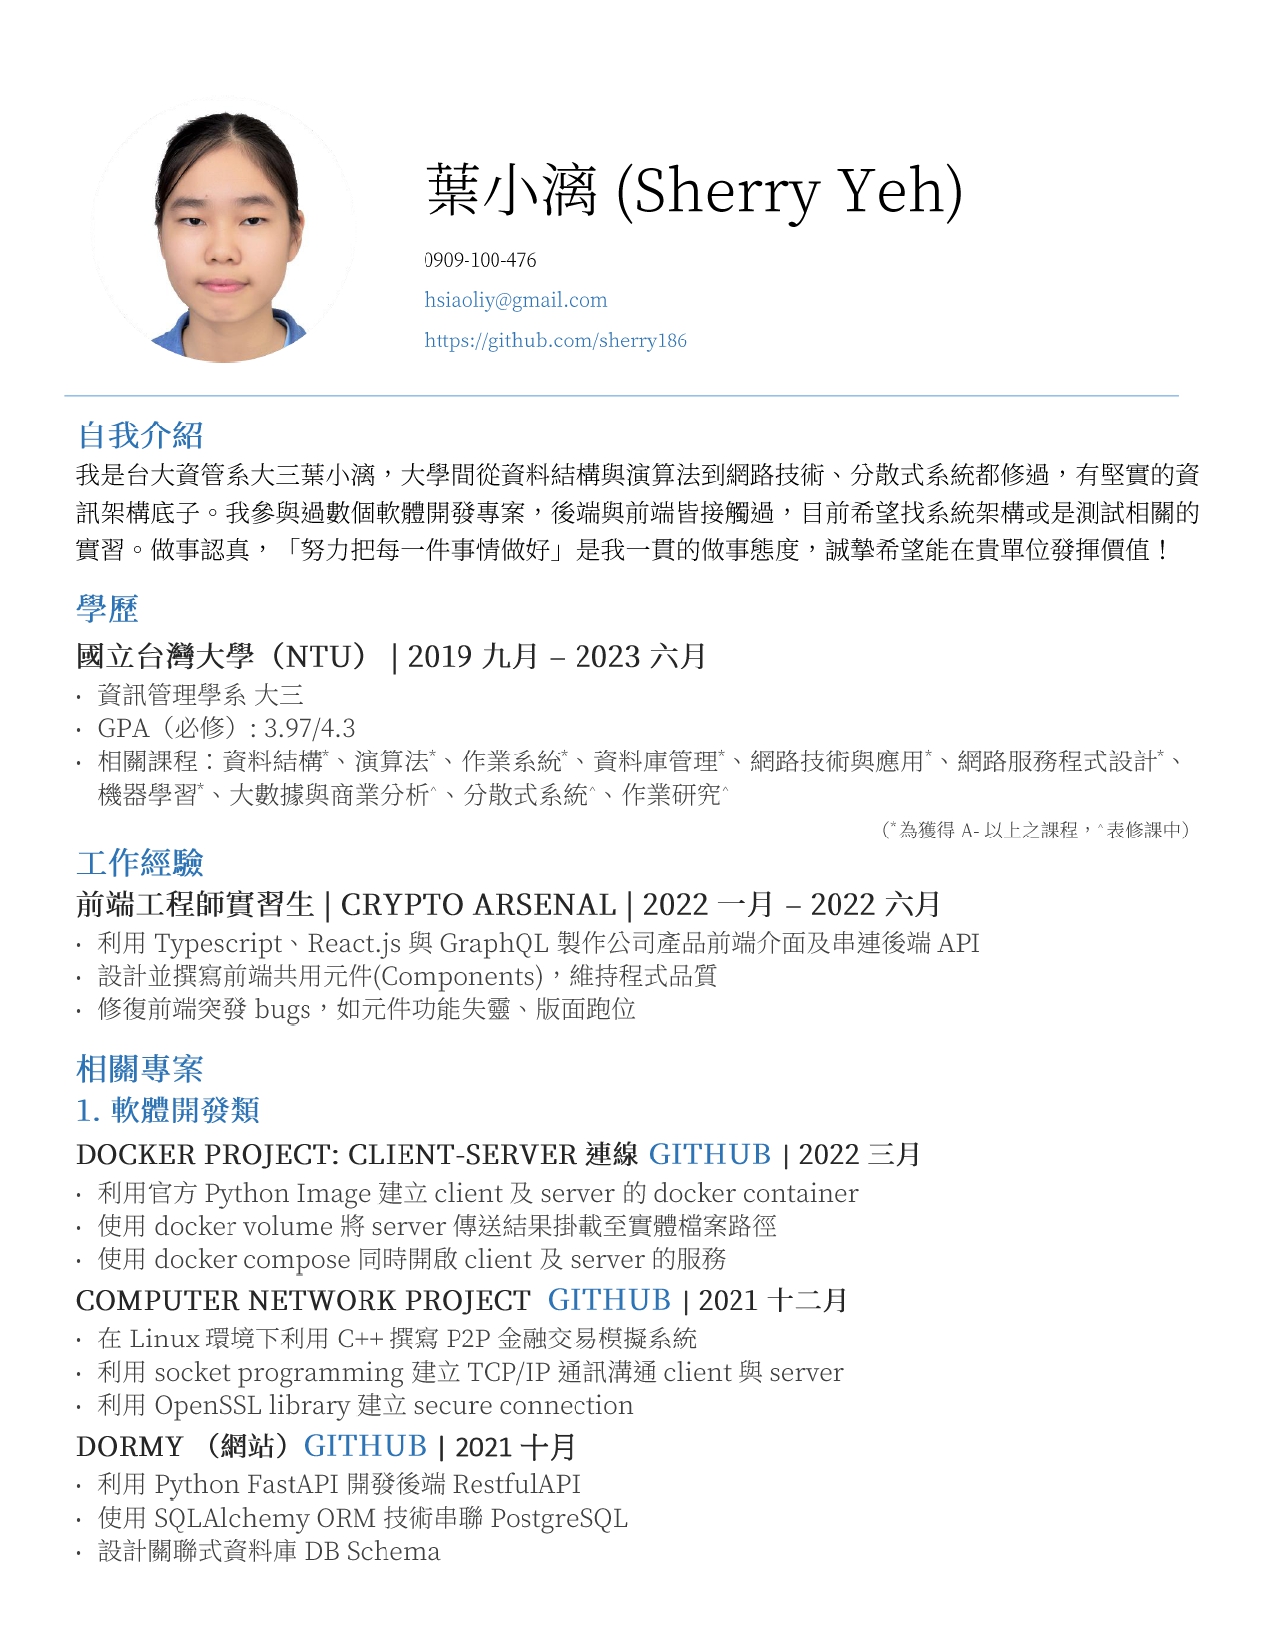 葉小漓 (Sherry Yeh)
0909-100-476
hsiaoliy@gmail.com
https://github.com/sherry186
自我介紹
我是台大資管系大三葉小漓，大學間從資料結構與演算法到網路技術、分散式系統都修過，有堅實的資
訊架構底子。我參與過數個軟體開發專案，後端與前端皆接觸過，目前希望找系統架構或是測試相關的
實習。做事認真，「努力把每一件事情做好」是我一貫的做事態度，誠摯希望能在貴單位發揮價值！
學歷
國立台灣大學（NTU） | 2019 九月 – 2023 六月
· 資訊管理學系 大三
· GPA（必修）: 3.97/4.3
· 相關課程：資料結構*、演算法*、作業系統*、資料庫管理*、網路技術與應用*、網路服務程式設計*、
機器學習*、大數據與商業分析^、分散式系統^、作業研究^
（*為獲得 A- 以上之課程，^表修課中）
工作經驗
前端工程師實習生 | CRYPTO ARSENAL | 2022 一月 – 2022 六月
· 利用 Typescript、React.js 與 GraphQL 製作公司產品前端介面及串連後端 API
· 設計並撰寫前端共用元件(Components)，維持程式品質
· 修復前端突發 bugs，如元件功能失靈、版面跑位
相關專案
1. 軟體開發類
DOCKER PROJECT: CLIENT-SERVER 連線 GITHUB | 2022 三月
· 利用官方 Python Image 建立 client 及 server 的 docker container
· 使用 docker volume 將 server 傳送結果掛載至實體檔案路徑
· 使用 docker compose 同時開啟 client 及 server 的服務
COMPUTER NETWORK PROJECT GITHUB | 2021 十二月
· 在 Linux 環境下利用 C++ 撰寫 P2P 金融交易模擬系統
· 利用 socket programming 建立 TCP/IP 通訊溝通 client 與 server
· 利用 OpenSSL library 建立 secure connection
DORMY （網站）GITHUB | 2021 十月
· 利用 Python FastAPI 開發後端 RestfulAPI
· 使用 SQLAlchemy ORM 技術串聯 PostgreSQL
· 設計關聯式資料庫 DB Schema